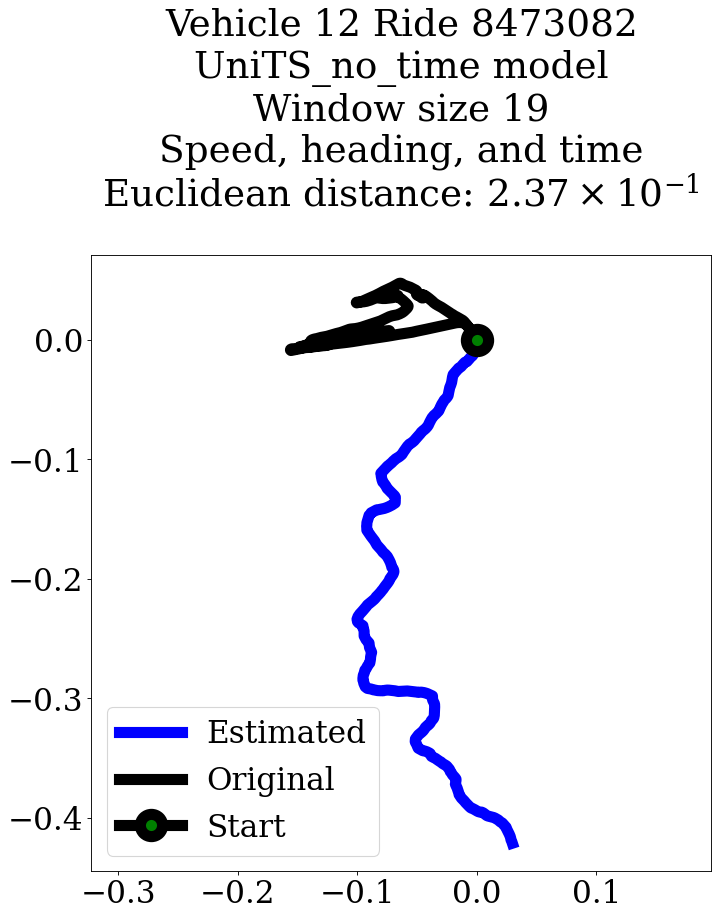 Vehicle 12 Ride 8473082
UniTS_no_time model
Window size 19
Speed, heading, and time
Euclidean distance: 2.37 × 10⁻¹
0.0
−0.1
−0.2
−0.3
−0.4
Estimated
Original
Start
−0.3 −0.2 −0.1 0.0 0.1